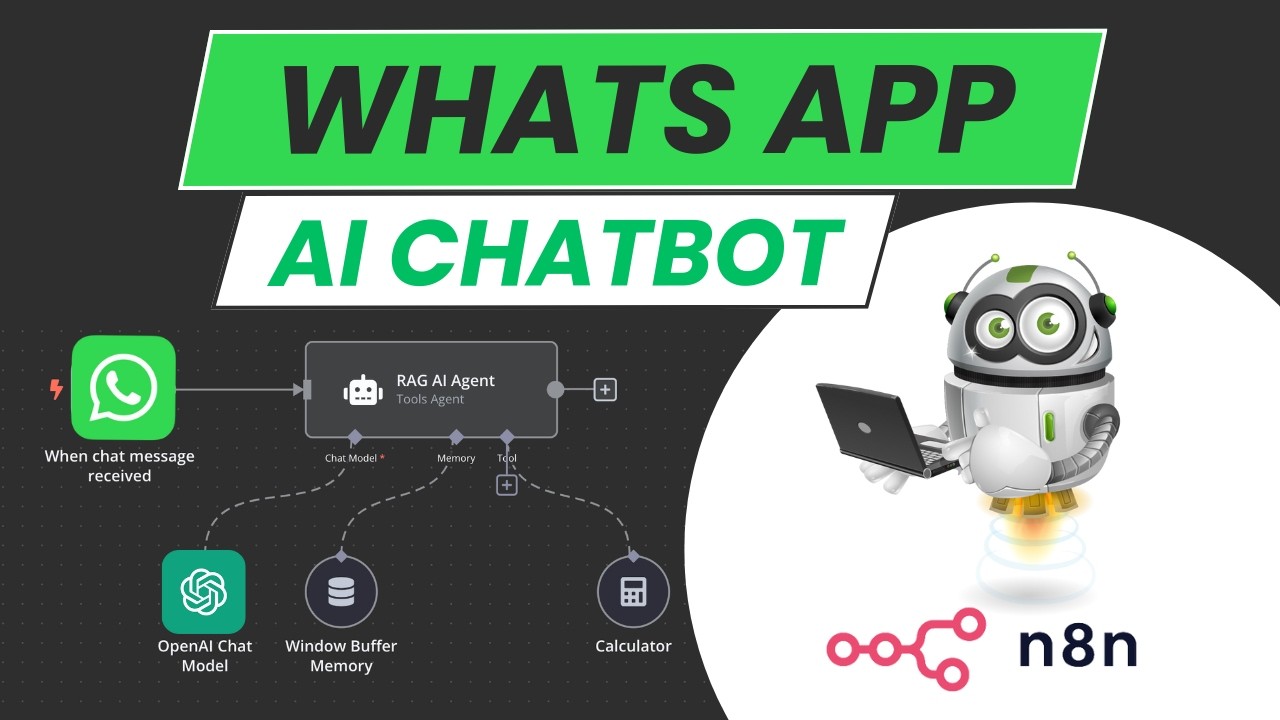 WHATS APP
AI CHATBOT
When chat message
received
RAG AI Agent
Tools Agent
Chat Model *
Memory
Tool
OpenAI Chat
Model
Window Buffer
Memory
Calculator
n8n